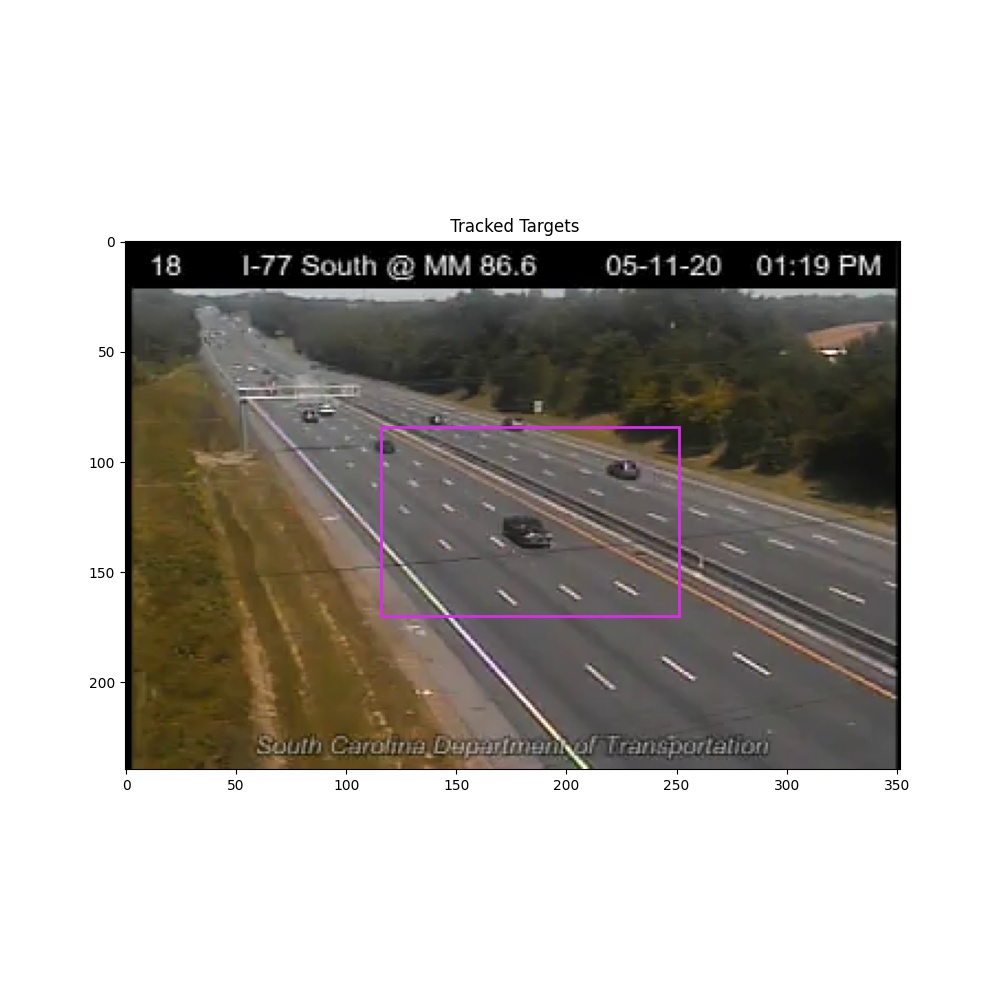 Tracked Targets
18 I-77 South @ MM 86.6 05-11-20 01:19 PM
South Carolina Department of Transportation
0
50
100
150
200
0 50 100 150 200 250 300 350